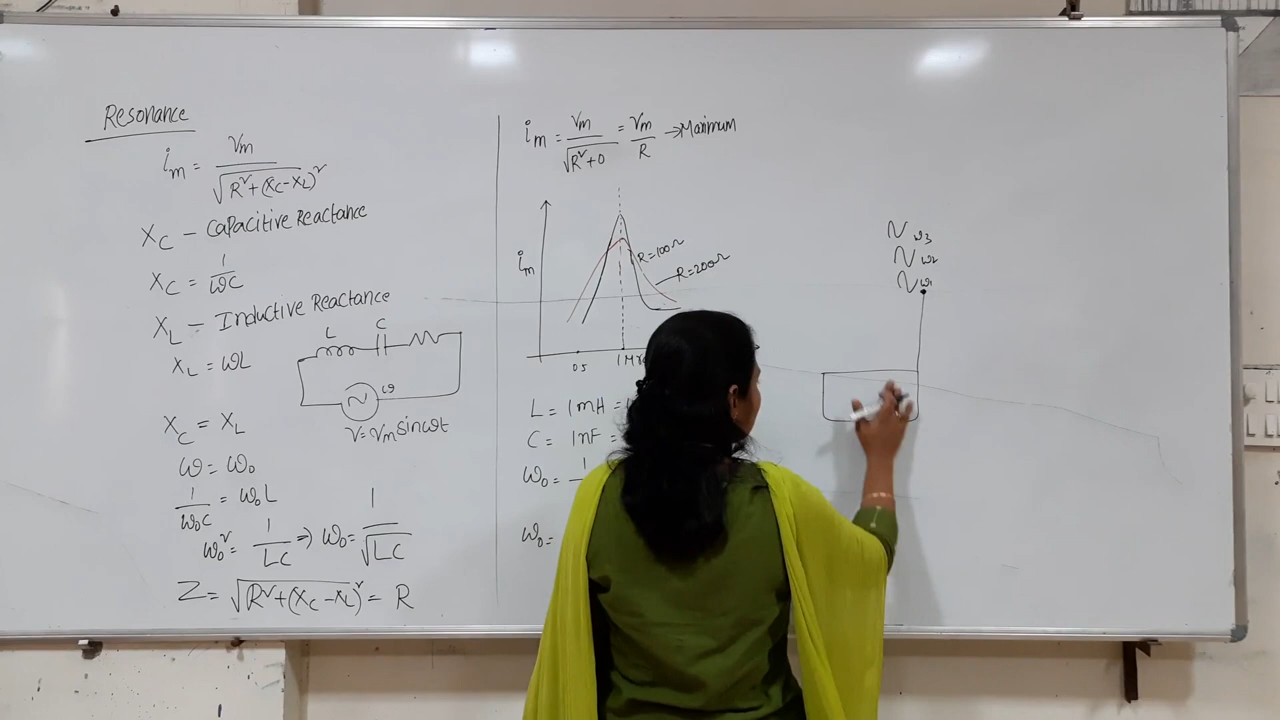 Resonance
im = vm / √R²+(Xc-XL)²
Xc - Capacitive Reactance
Xc = 1/ωC
XL - Inductive Reactance
XL = ωL
L C
ω
v=vm sinωt
Xc = XL
ω=ω₀
1/ω₀C = ω₀L
ω₀² = 1/LC ⇒ ω₀ = 1/√LC
Z= √R²+(Xc-XL)² = R
im = vm/√R²+0 = vm/R → Maximum
im
R=100Ω
R=200Ω
0.5 1 M
L = 1mH =
C = 1nF =
ω₀ = 1
ω₀ =
ω3
ω2
ω1